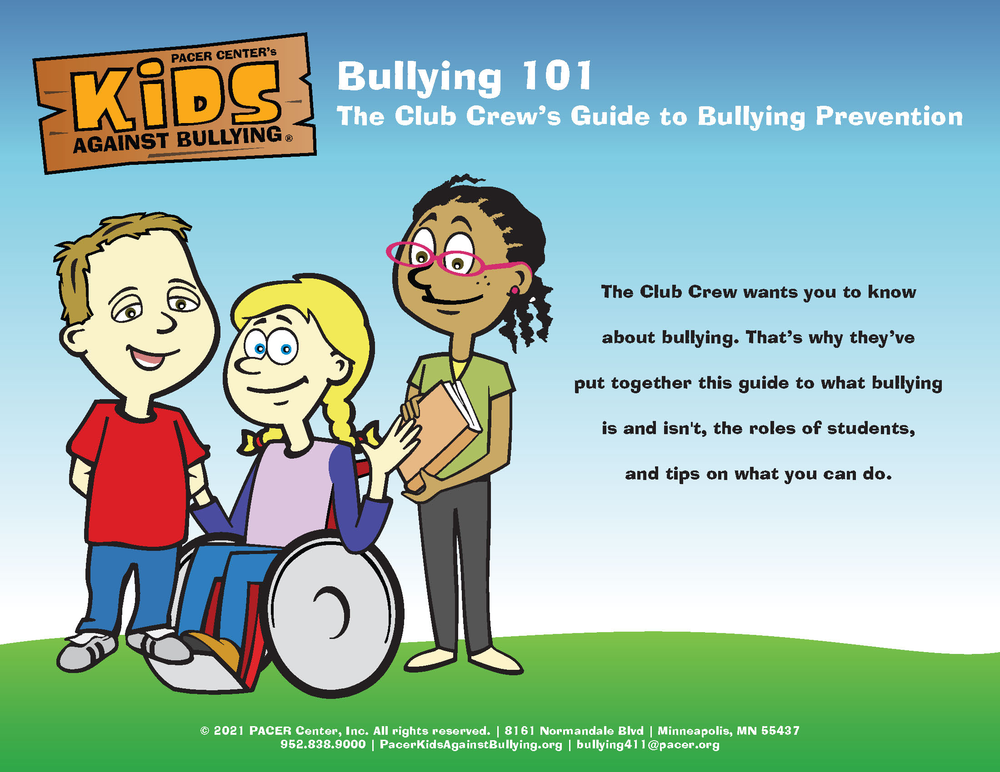 PACER CENTER's
KiDS
AGAINST BULLYING®
Bullying 101
The Club Crew’s Guide to Bullying Prevention
The Club Crew wants you to know
about bullying. That’s why they’ve
put together this guide to what bullying
is and isn't, the roles of students,
and tips on what you can do.
© 2021 PACER Center, Inc. All rights reserved. | 8161 Normandale Blvd | Minneapolis, MN 55437
952.838.9000 | PacerKidsAgainstBullying.org | bullying411@pacer.org